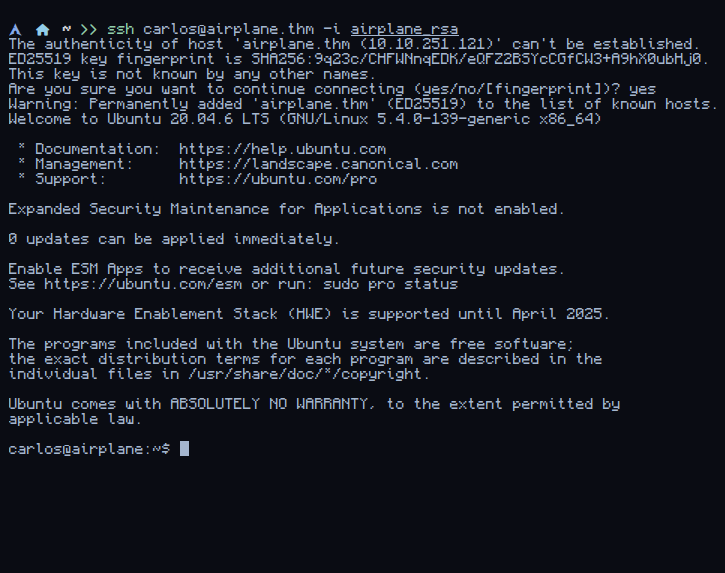 ~ >> ssh carlos@airplane.thm -i airplane_rsa
The authenticity of host 'airplane.thm (10.10.251.121)' can't be established.
ED25519 key fingerprint is SHA256:9q23c/CHFWNnqEDK/eOFZ2BSYcCGfCW3+A9hX0ubHj0.
This key is not known by any other names.
Are you sure you want to continue connecting (yes/no/[fingerprint])? yes
Warning: Permanently added 'airplane.thm' (ED25519) to the list of known hosts.
Welcome to Ubuntu 20.04.6 LTS (GNU/Linux 5.4.0-139-generic x86_64)
* Documentation: https://help.ubuntu.com
* Management: https://landscape.canonical.com
* Support: https://ubuntu.com/pro
Expanded Security Maintenance for Applications is not enabled.
0 updates can be applied immediately.
Enable ESM Apps to receive additional future security updates.
See https://ubuntu.com/esm or run: sudo pro status
Your Hardware Enablement Stack (HWE) is supported until April 2025.
The programs included with the Ubuntu system are free software;
the exact distribution terms for each program are described in the
individual files in /usr/share/doc/*/copyright.
Ubuntu comes with ABSOLUTELY NO WARRANTY, to the extent permitted by
applicable law.
carlos@airplane:~$